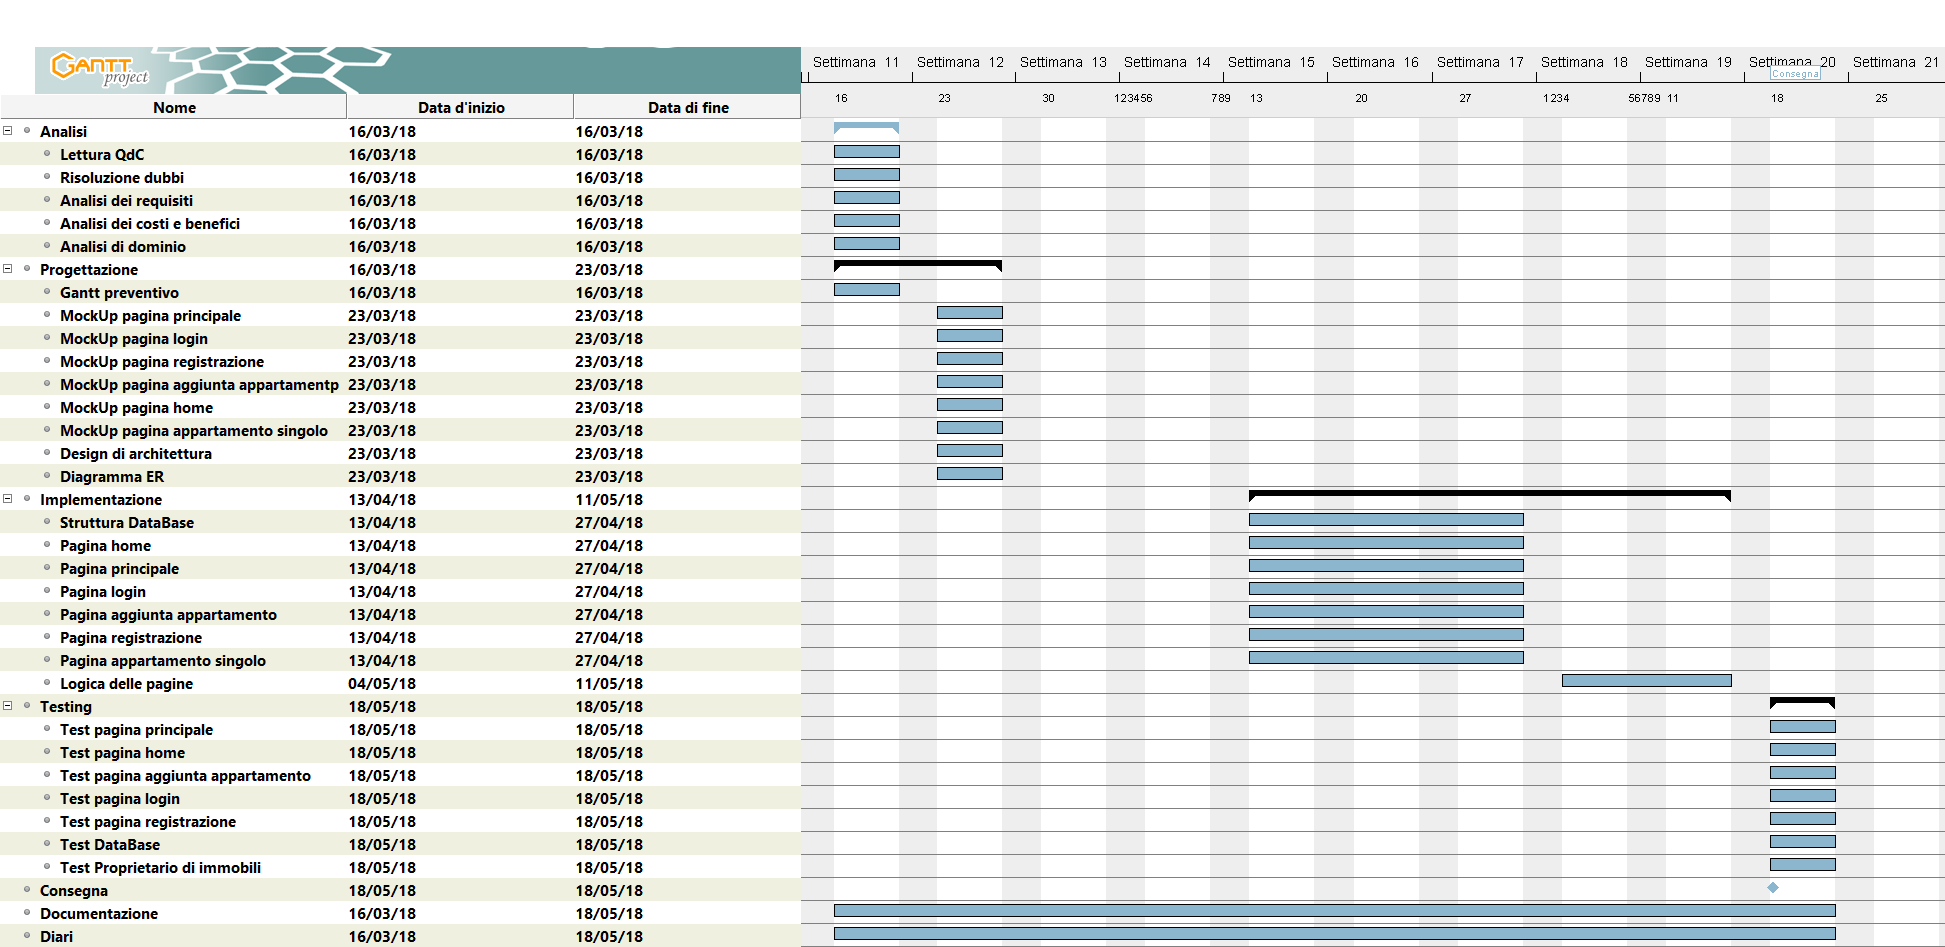 GANTT
project
Settimana 11 Settimana 12 Settimana 13 Settimana 14 Settimana 15 Settimana 16 Settimana 17 Settimana 18 Settimana 19 Settimana 20 Settimana 21
Consegna
Nome Data d'inizio Data di fine
16 23 30 123456 789 13 20 27 1234 56789 11 18 25
Analisi 16/03/18 16/03/18
Lettura QdC 16/03/18 16/03/18
Risoluzione dubbi 16/03/18 16/03/18
Analisi dei requisiti 16/03/18 16/03/18
Analisi dei costi e benefici 16/03/18 16/03/18
Analisi di dominio 16/03/18 16/03/18
Progettazione 16/03/18 23/03/18
Gantt preventivo 16/03/18 16/03/18
MockUp pagina principale 23/03/18 23/03/18
MockUp pagina login 23/03/18 23/03/18
MockUp pagina registrazione 23/03/18 23/03/18
MockUp pagina aggiunta appartamentp 23/03/18 23/03/18
MockUp pagina home 23/03/18 23/03/18
MockUp pagina appartamento singolo 23/03/18 23/03/18
Design di architettura 23/03/18 23/03/18
Diagramma ER 23/03/18 23/03/18
Implementazione 13/04/18 11/05/18
Struttura DataBase 13/04/18 27/04/18
Pagina home 13/04/18 27/04/18
Pagina principale 13/04/18 27/04/18
Pagina login 13/04/18 27/04/18
Pagina aggiunta appartamento 13/04/18 27/04/18
Pagina registrazione 13/04/18 27/04/18
Pagina appartamento singolo 13/04/18 27/04/18
Logica delle pagine 04/05/18 11/05/18
Testing 18/05/18 18/05/18
Test pagina principale 18/05/18 18/05/18
Test pagina home 18/05/18 18/05/18
Test pagina aggiunta appartamento 18/05/18 18/05/18
Test pagina login 18/05/18 18/05/18
Test pagina registrazione 18/05/18 18/05/18
Test DataBase 18/05/18 18/05/18
Test Proprietario di immobili 18/05/18 18/05/18
Consegna 18/05/18 18/05/18
Documentazione 16/03/18 18/05/18
Diari 16/03/18 18/05/18